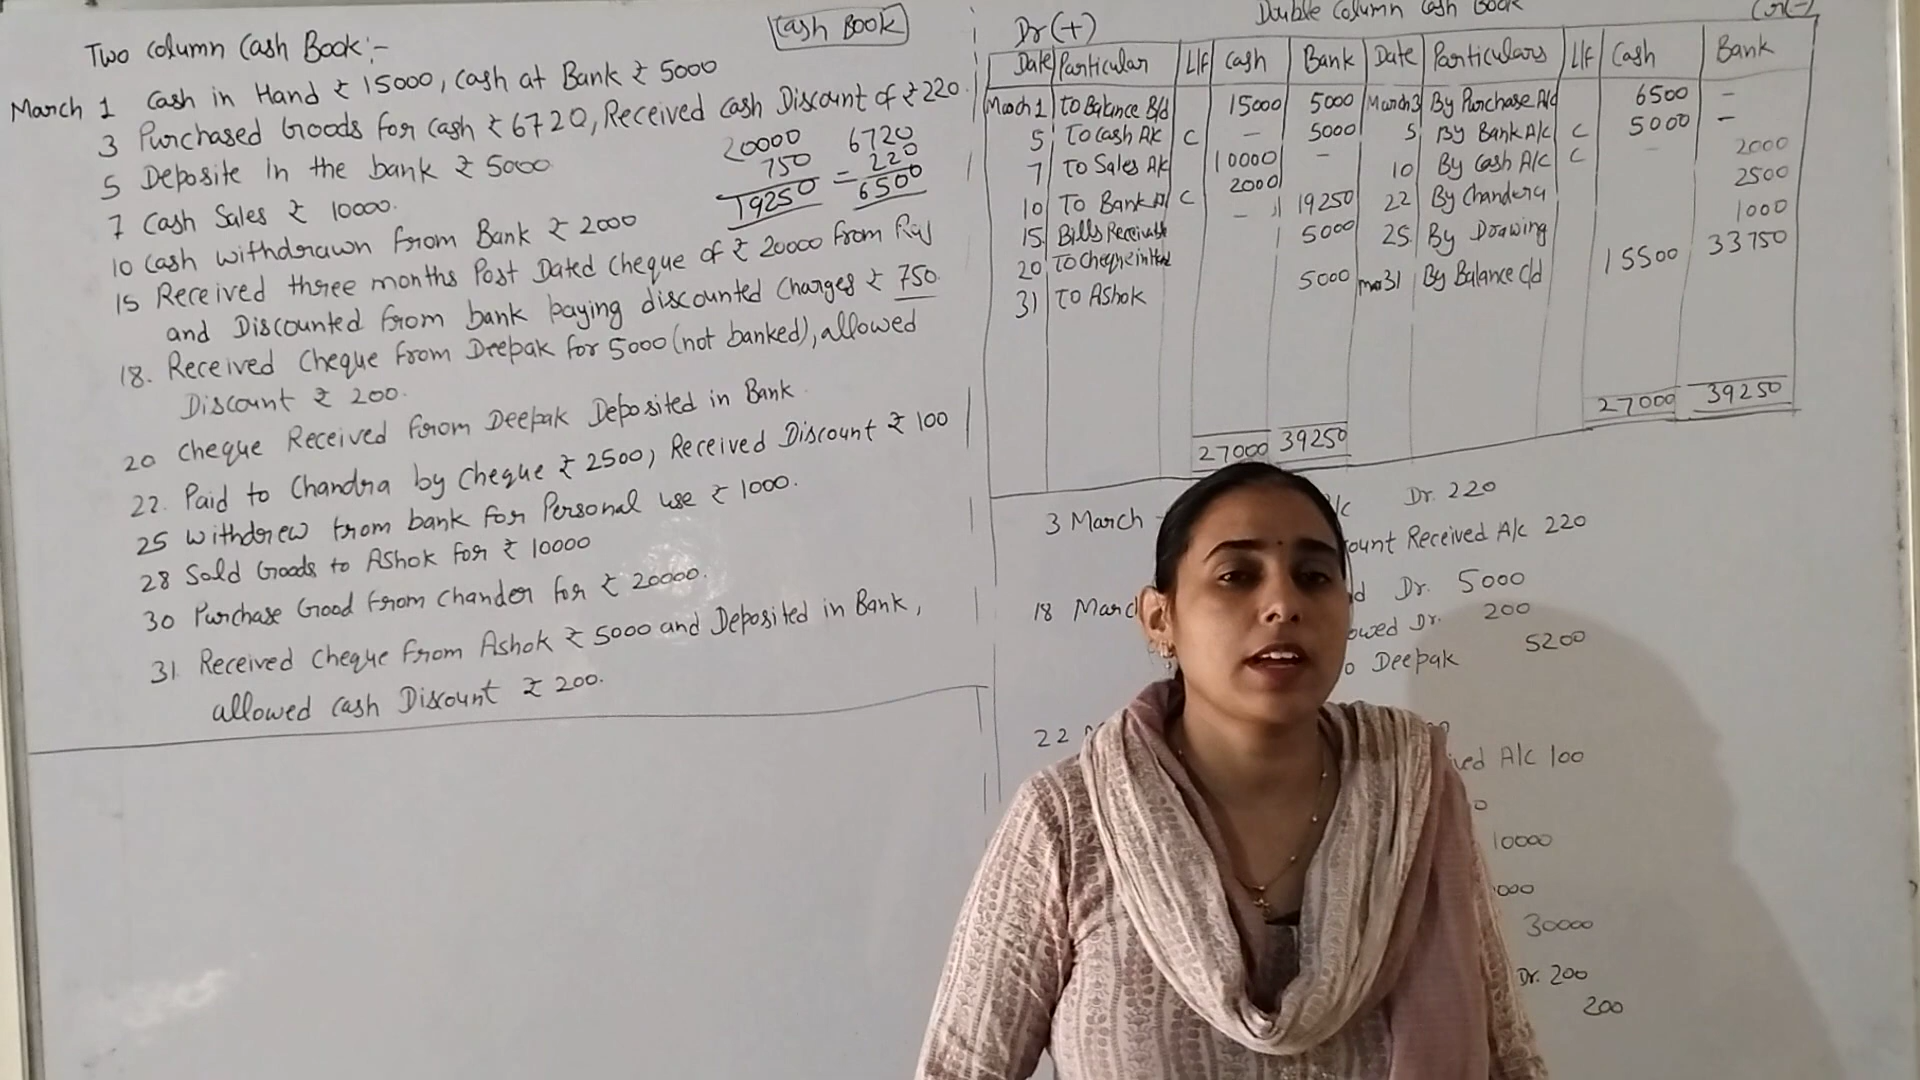 Cash Book
Two column Cash Book:-
March 1 Cash in Hand ₹ 15000, Cash at Bank ₹ 5000
3 Purchased Goods for Cash ₹ 6720, Received cash Discount of ₹ 220.
5 Deposite in the bank ₹ 5000
7 Cash Sales ₹ 10000.
10 Cash withdrawn from Bank ₹ 2000
15 Received three months Post Dated cheque of ₹ 20000 from Raj
and Discounted from bank paying discounted Charges ₹ 750.
18. Received Cheque from Deepak for 5000 (not banked), allowed
Discount ₹ 200.
20 cheque Received from Deepak Deposited in Bank.
22. Paid to Chandra by Cheque ₹ 2500, Received Discount ₹ 100
25 withdrew from bank for Personal use ₹ 1000.
28 Sold Goods to Ashok for ₹ 10000
30 Purchase Good from Chander for ₹ 20000.
31. Received cheque from Ashok ₹ 5000 and Deposited in Bank,
allowed cash Discount ₹ 200.
20000
750
19250
= 6720
220
6500
Double Column Cash Book
Dr (+)
Date Particular L/F Cash Bank Date Particulars L/F Cash Bank
March 1 To Balance B/d 15000 5000 March 3 By Purchase A/c 6500 -
5 To Cash A/c C - 5000 5 By Bank A/c C 5000 -
7 To Sales A/c 10000 - 10 By Cash A/c C - 2000
10 To Bank A/c C 2000 - 22 By Chandera 2500
15 Bills Receivable 19250 25 By Drawing 1000
20 To Cheque in Hand 5000 mar 31 By Balance c/d 15500 33750
31 To Ashok 5000
27000 39250 27000 39250
3 March - /c Dr. 220
ount Received A/c 220
18 Marc d Dr. 5000
owed Dr. 200
o Deepak 5200
22
ved A/c 100
10000
000
30000
Dr. 200
200